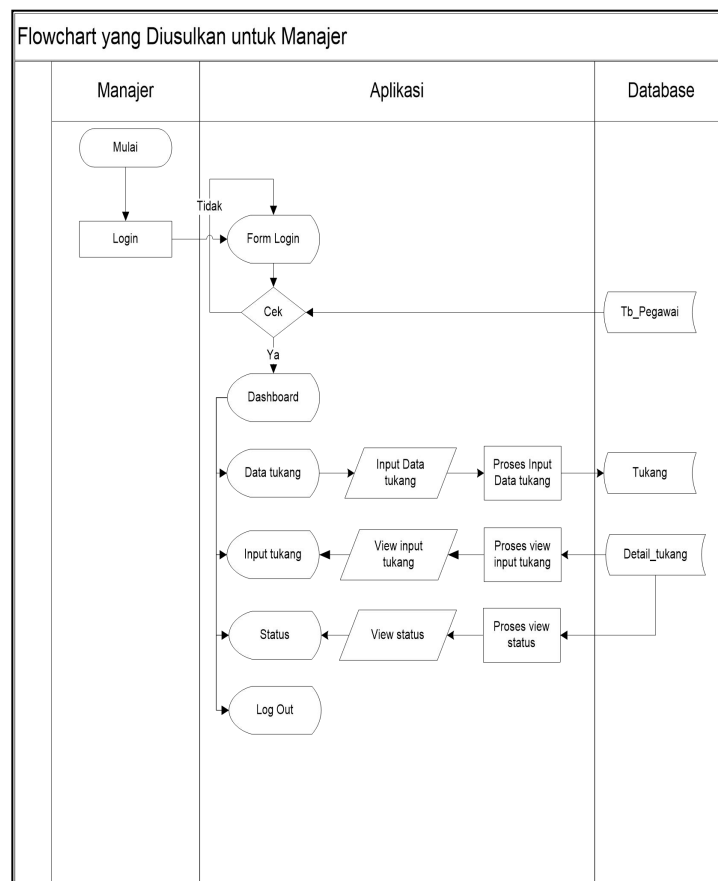 Flowchart yang Diusulkan untuk Manajer
Manajer
Aplikasi
Database
Mulai
Tidak
Login
Form Login
Cek
Tb_Pegawai
Ya
Dashboard
Data tukang
Input Data
tukang
Proses Input
Data tukang
Tukang
Input tukang
View input
tukang
Proses view
input tukang
Detail_tukang
Status
View status
Proses view
status
Log Out